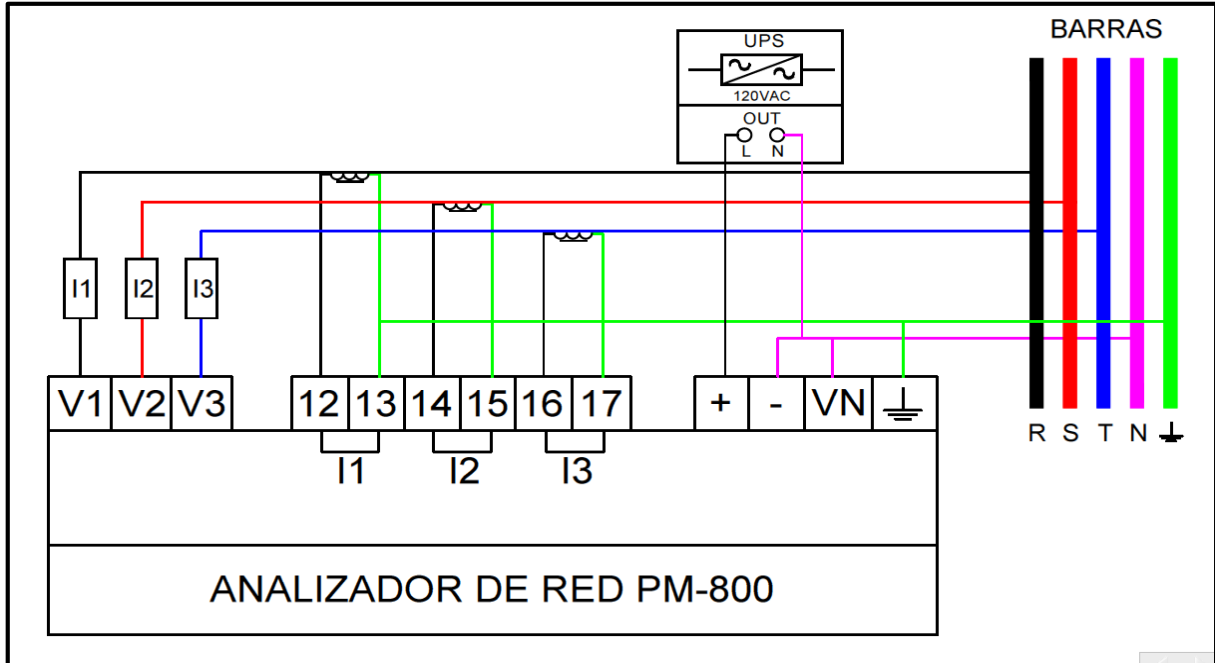 BARRAS
UPS
120VAC
OUT
L N
I1 I2 I3
V1 V2 V3 12 13 14 15 16 17 + - VN
R S T N
I1 I2 I3
ANALIZADOR DE RED PM-800